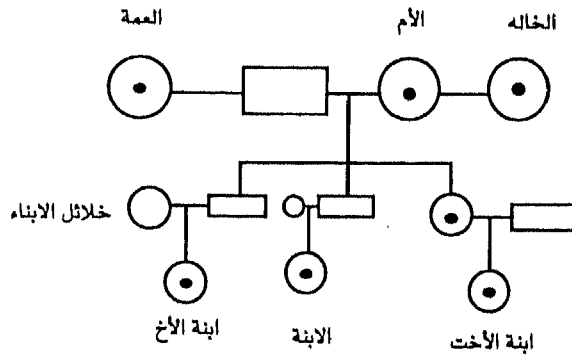 الخاله
الأم
العمة
خلائل الابناء
ابنة الأخ
الابنة
ابنة الأخت